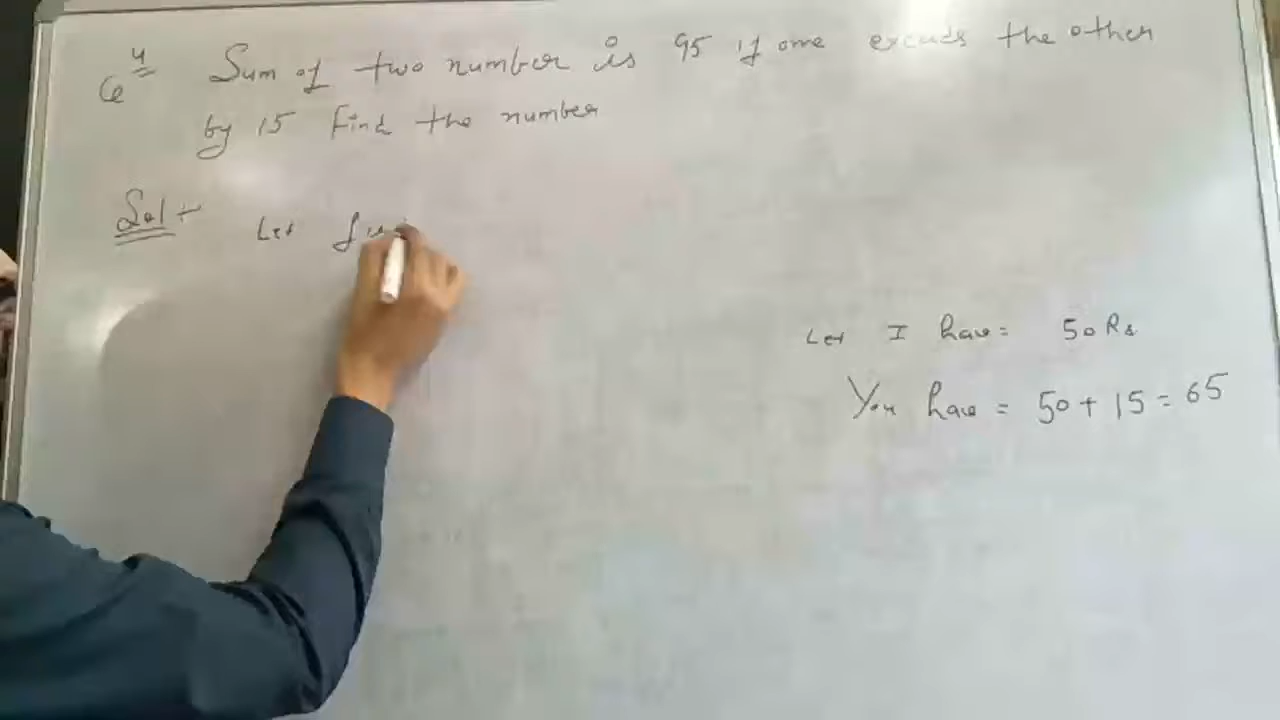 Q 4 Sum of two number is 95 if one exceeds the other
by 15 Find the number
Sol Let
Let I have = 50 Rs
You have = 50 + 15 = 65